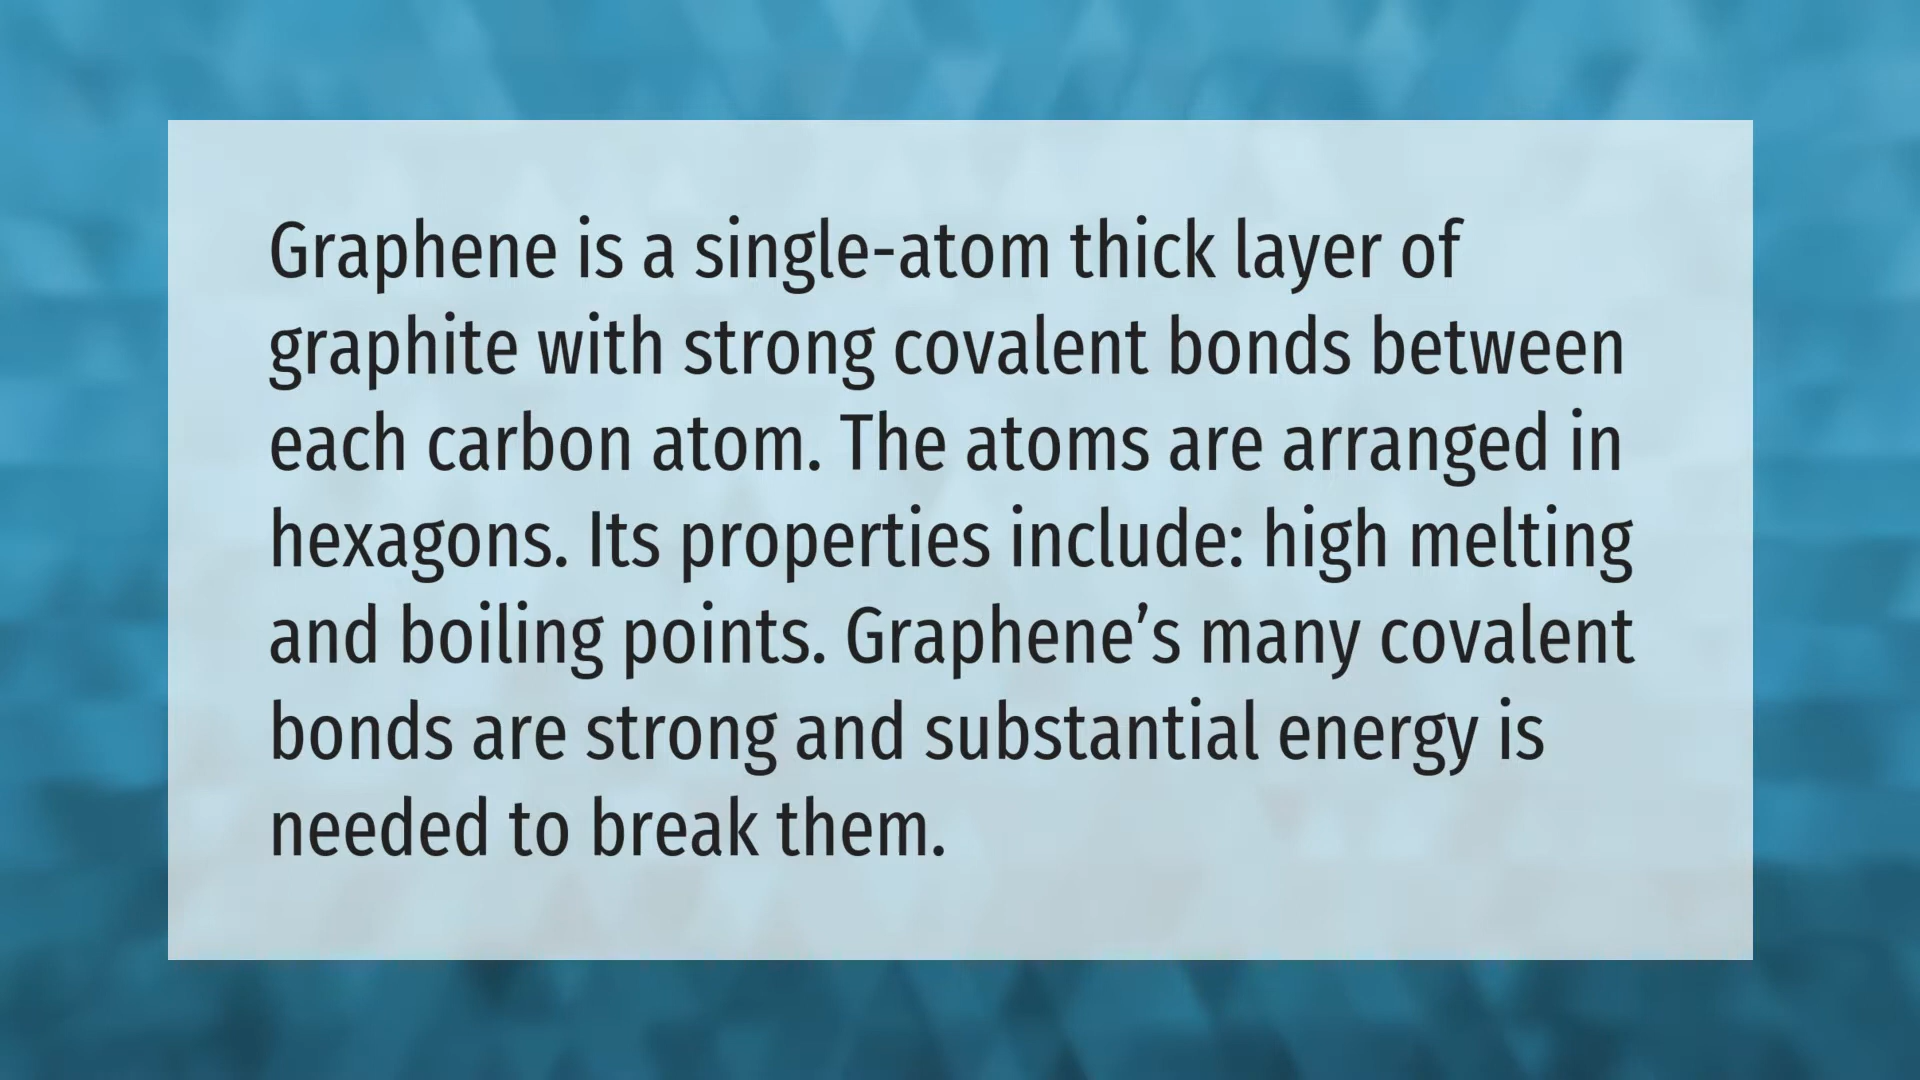 Graphene is a single-atom thick layer of
graphite with strong covalent bonds between
each carbon atom. The atoms are arranged in
hexagons. Its properties include: high melting
and boiling points. Graphene’s many covalent
bonds are strong and substantial energy is
needed to break them.